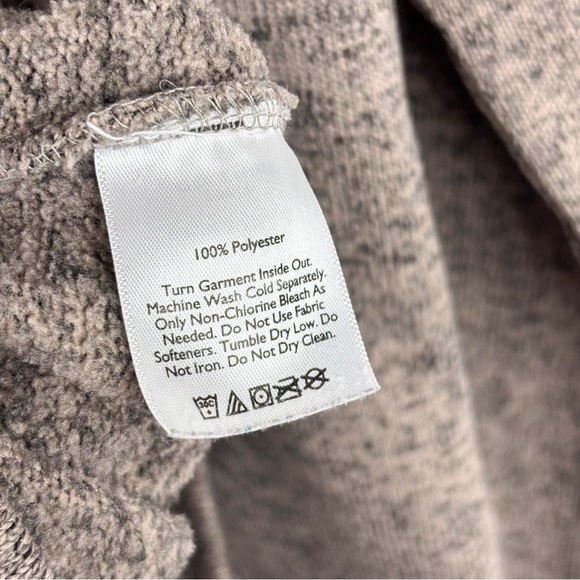 100% Polyester
Turn Garment Inside Out.
Machine Wash Cold Separately.
Only Non-Chlorine Bleach As
Needed. Do Not Use Fabric
Softeners. Tumble Dry Low. Do
Not Iron. Do Not Dry Clean.
30C